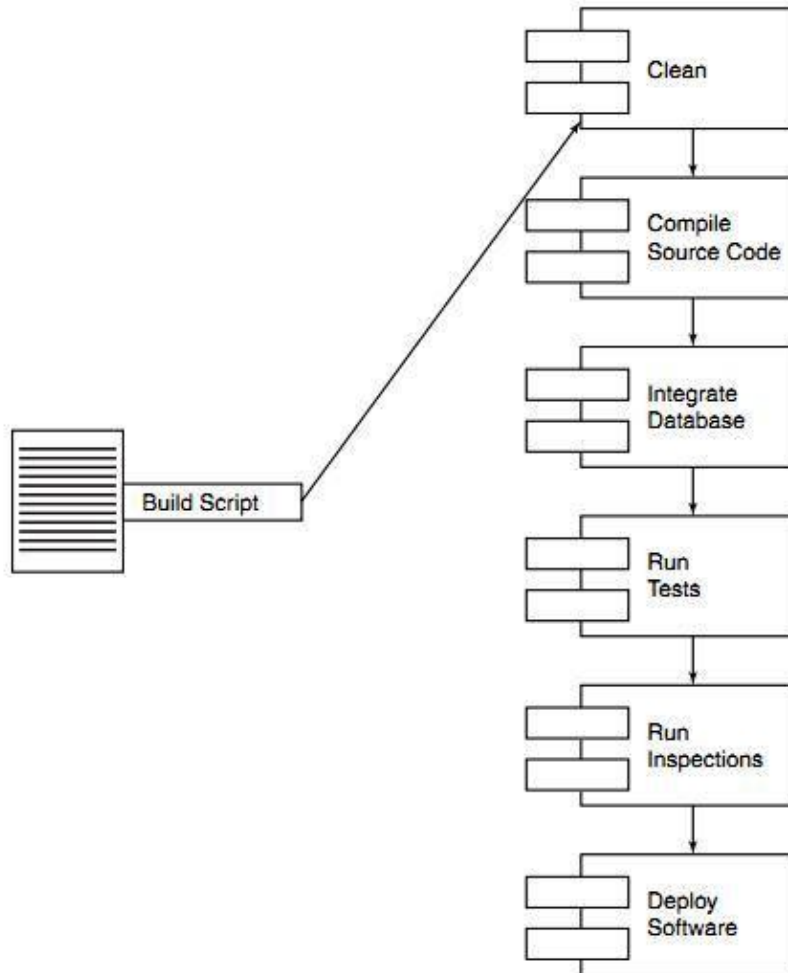 Clean
Compile
Source Code
Integrate
Database
Build Script
Run
Tests
Run
Inspections
Deploy
Software